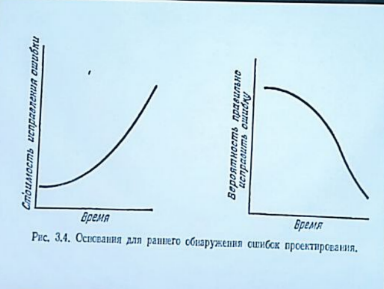 Стоимость исправления ошибки
Время
Вероятность правильно
исправить ошибку
Время
Рис. 3.4. Основания для раннего обнаружения ошибок проектирования.